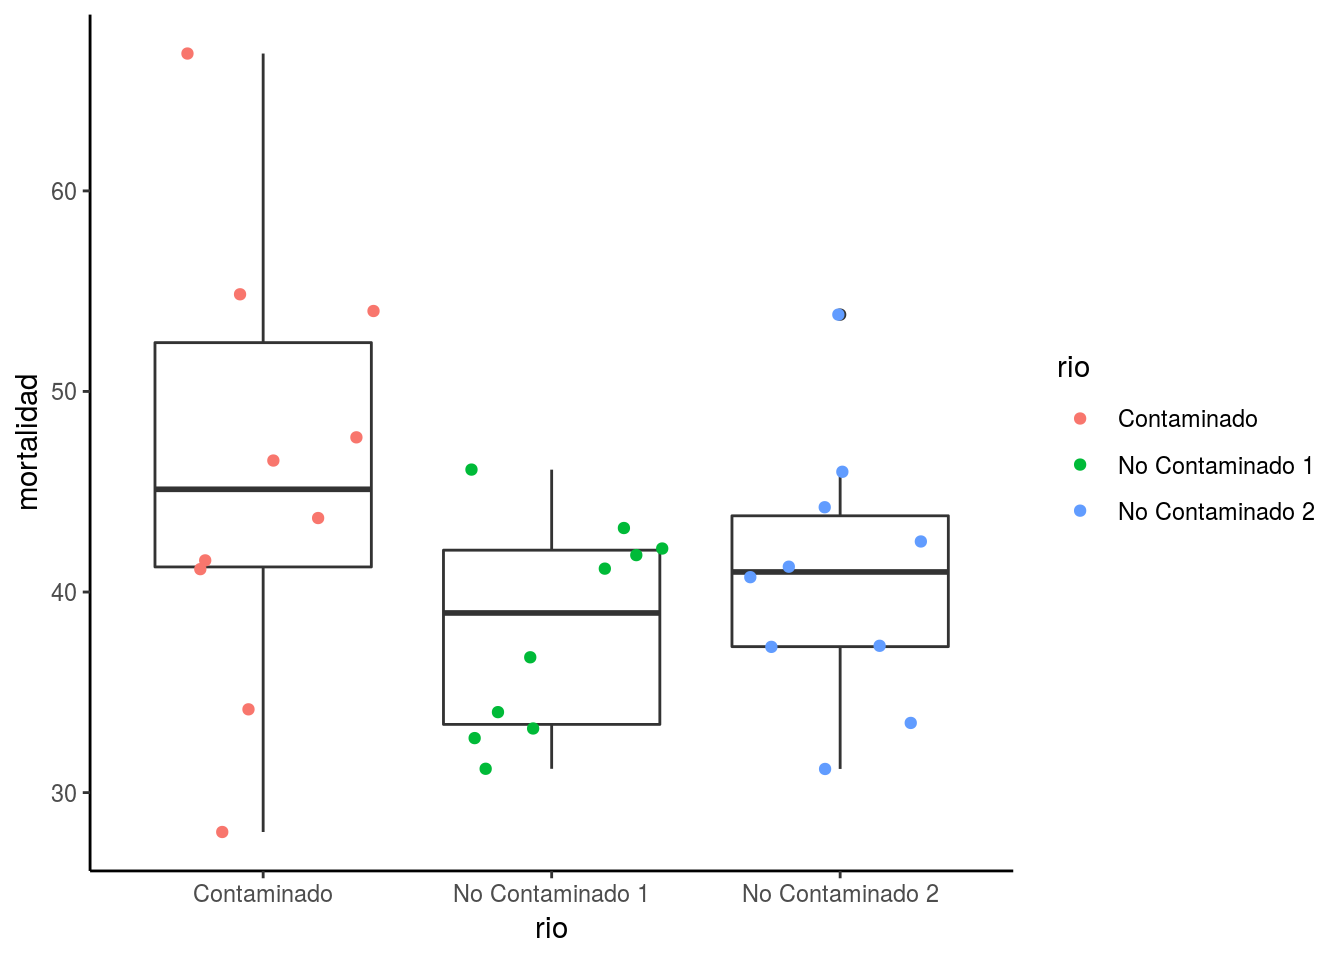 mortalidad
60
50
40
30
Contaminado
No Contaminado 1
No Contaminado 2
rio
rio
Contaminado
No Contaminado 1
No Contaminado 2